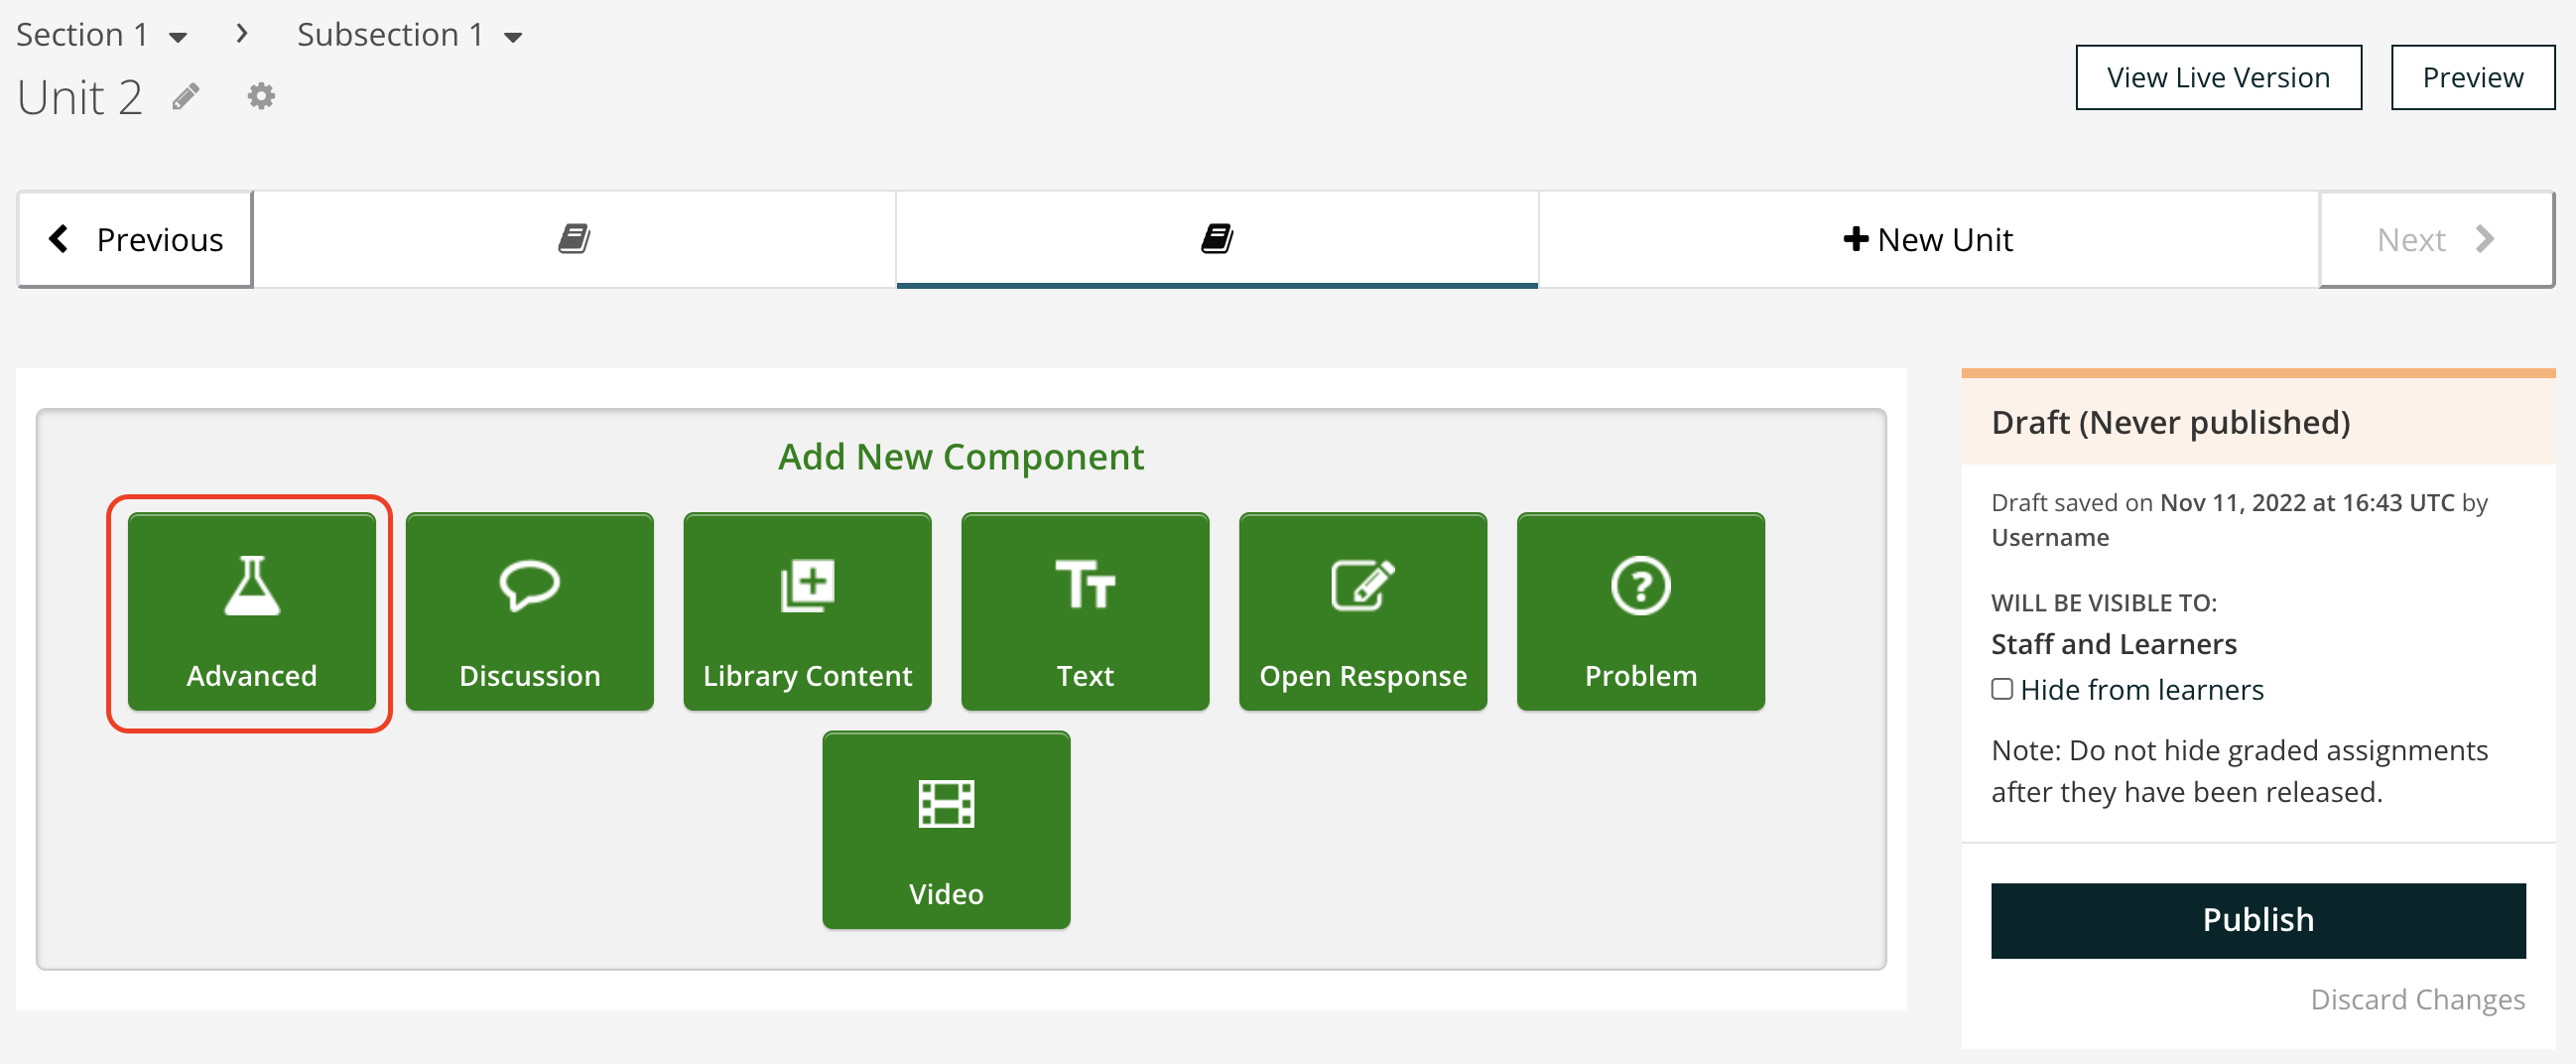 Section 1 Subsection 1
Unit 2
View Live Version Preview
Previous New Unit Next
Add New Component
Advanced Discussion Library Content Text Open Response Problem
Video
Draft (Never published)
Draft saved on Nov 11, 2022 at 16:43 UTC by
Username
WILL BE VISIBLE TO:
Staff and Learners
Hide from learners
Note: Do not hide graded assignments
after they have been released.
Publish
Discard Changes